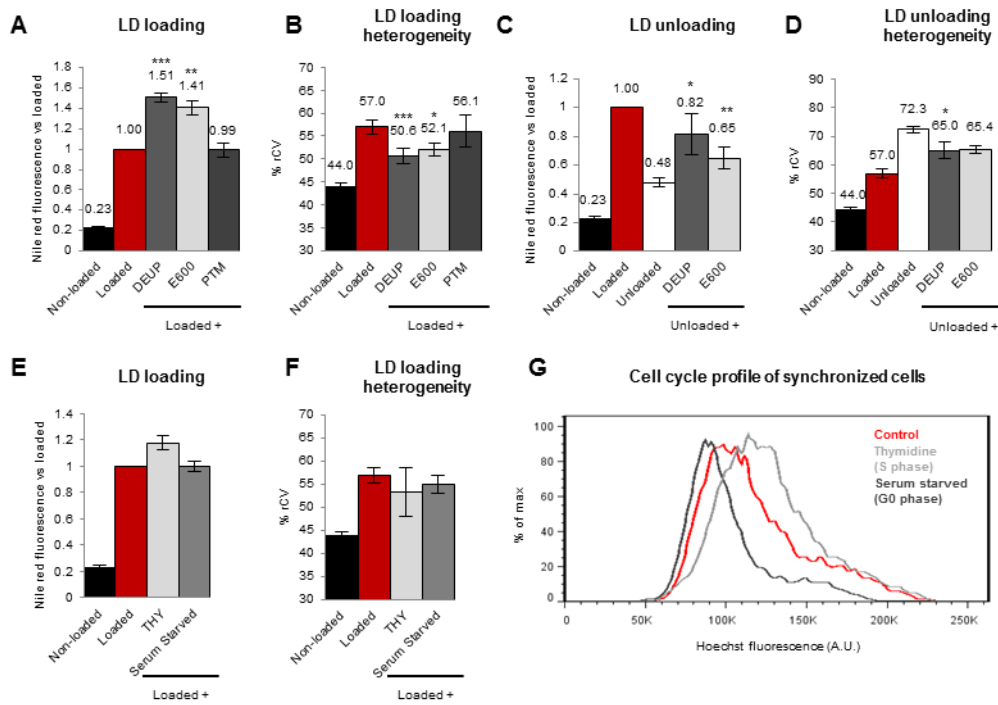 A
LD loading
Nile red fluorescence vs loaded
1.8
1.6
1.4
1.2
1
0.8
0.6
0.4
0.2
0
0.23
1.00
***
1.51
**
1.41
0.99
Non-loaded
Loaded
DEUP
E600
PTM
Loaded +
B
LD loading
heterogeneity
% rCV
70
65
60
55
50
45
40
35
30
44.0
57.0
***
50.6
*
52.1
56.1
Non-loaded
Loaded
DEUP
E600
PTM
Loaded +
C
LD unloading
Nile red fluorescence vs loaded
1.2
1
0.8
0.6
0.4
0.2
0
0.23
1.00
0.48
*
0.82
**
0.65
Non-loaded
Loaded
Unloaded
DEUP
E600
Unloaded +
D
LD unloading
heterogeneity
% rCV
90
80
70
60
50
40
30
44.0
57.0
72.3
*
65.0
65.4
Non-loaded
Loaded
Unloaded
DEUP
E600
Unloaded +
E
LD loading
Nile red fluorescence vs loaded
1.4
1.2
1
0.8
0.6
0.4
0.2
0
Non-loaded
Loaded
THY
Serum Starved
Loaded +
F
LD loading
heterogeneity
% rCV
70
65
60
55
50
45
40
35
30
Non-loaded
Loaded
THY
Serum Starved
Loaded +
G
Cell cycle profile of synchronized cells
% of max
100
80
60
40
20
0
Control
Thymidine
(S phase)
Serum starved
(G0 phase)
0
50K
100K
150K
200K
250K
Hoechst fluorescence (A.U.)